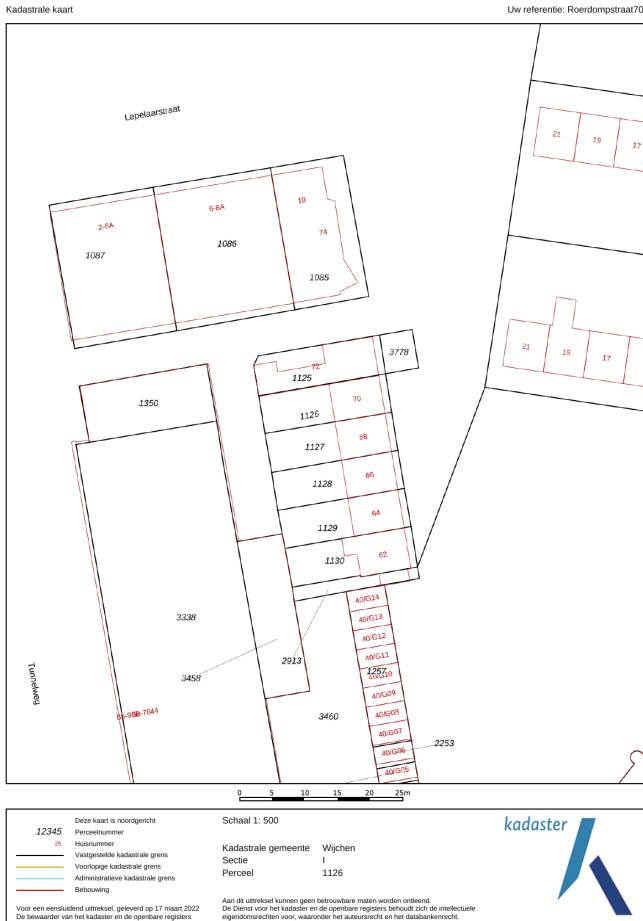 Kadastrale kaart
Uw referentie: Roerdompstraat70
Lepelaarstraat
21
19
17
10
6-8A
2-6A
74
1086
1087
1085
21
19
17
3778
72
1125
1350
70
1126
68
1127
66
1128
64
1129
62
1130
40/G14
40/G13
3338
40/G12
40/G11
2913
1257
40/G10
3458
40/G09
Tunnelweg
40/G08
3460
40/G07
2253
40/G06
40/G05
0 5 10 15 20 25m
Deze kaart is noordgericht
12345 Perceelnummer
25 Huisnummer
Vastgestelde kadastrale grens
Voorlopige kadastrale grens
Administratieve kadastrale grens
Bebouwing
Voor een eensluidend uittreksel, geleverd op 17 maart 2022
De bewaarder van het kadaster en de openbare registers
Schaal 1: 500
Kadastrale gemeente Wijchen
Sectie I
Perceel 1126
Aan dit uittreksel kunnen geen betrouwbare maten worden ontleend.
De Dienst voor het kadaster en de openbare registers behoudt zich de intellectuele
eigendomsrechten voor, waaronder het auteursrecht en het databankenrecht.
kadaster